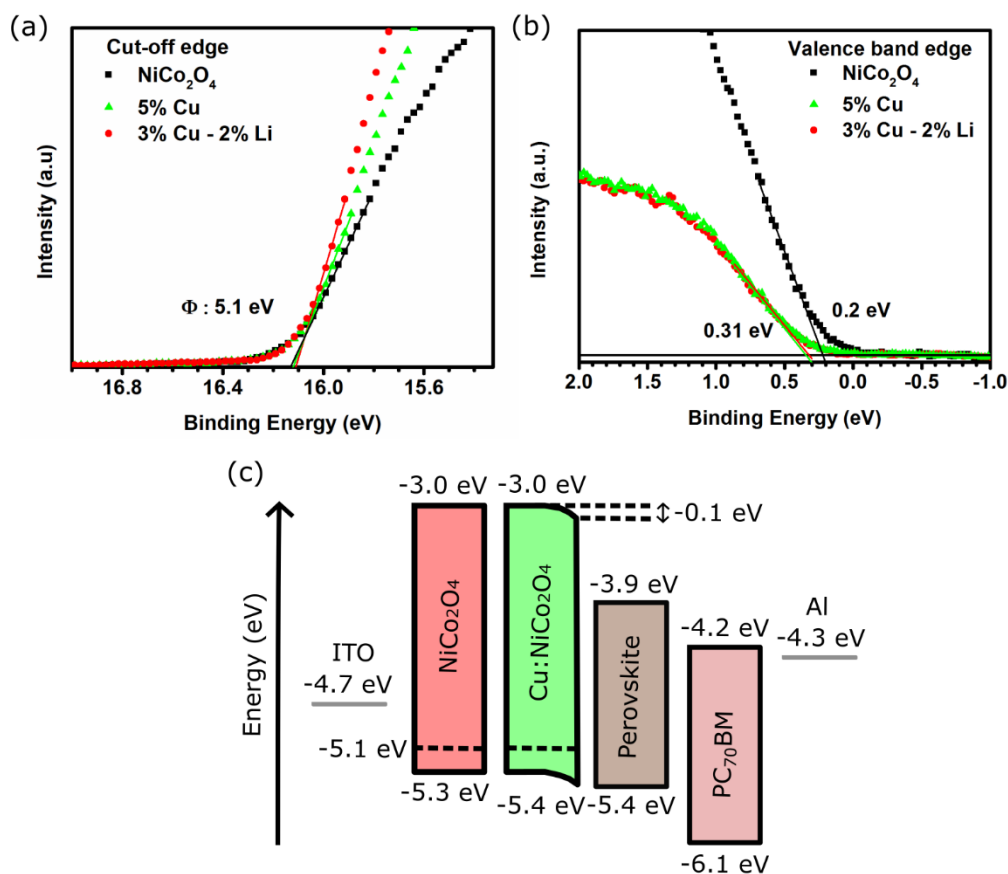 (a)
Cut-off edge
NiCo₂O₄
5% Cu
3% Cu - 2% Li
Φ : 5.1 eV
Intensity (a.u)
16.8 16.4 16.0 15.6
Binding Energy (eV)
(b)
Valence band edge
NiCo₂O₄
5% Cu
3% Cu - 2% Li
0.2 eV
0.31 eV
Intensity (a.u.)
2.0 1.5 1.0 0.5 0.0 -0.5 -1.0
Binding Energy (eV)
(c)
Energy (eV)
ITO
-4.7 eV
-3.0 eV
NiCo₂O₄
-5.1 eV
-5.3 eV
-3.0 eV
Cu:NiCo₂O₄
-5.4 eV
↕-0.1 eV
-3.9 eV
Perovskite
-5.4 eV
-4.2 eV
PC₇₀BM
-6.1 eV
Al
-4.3 eV